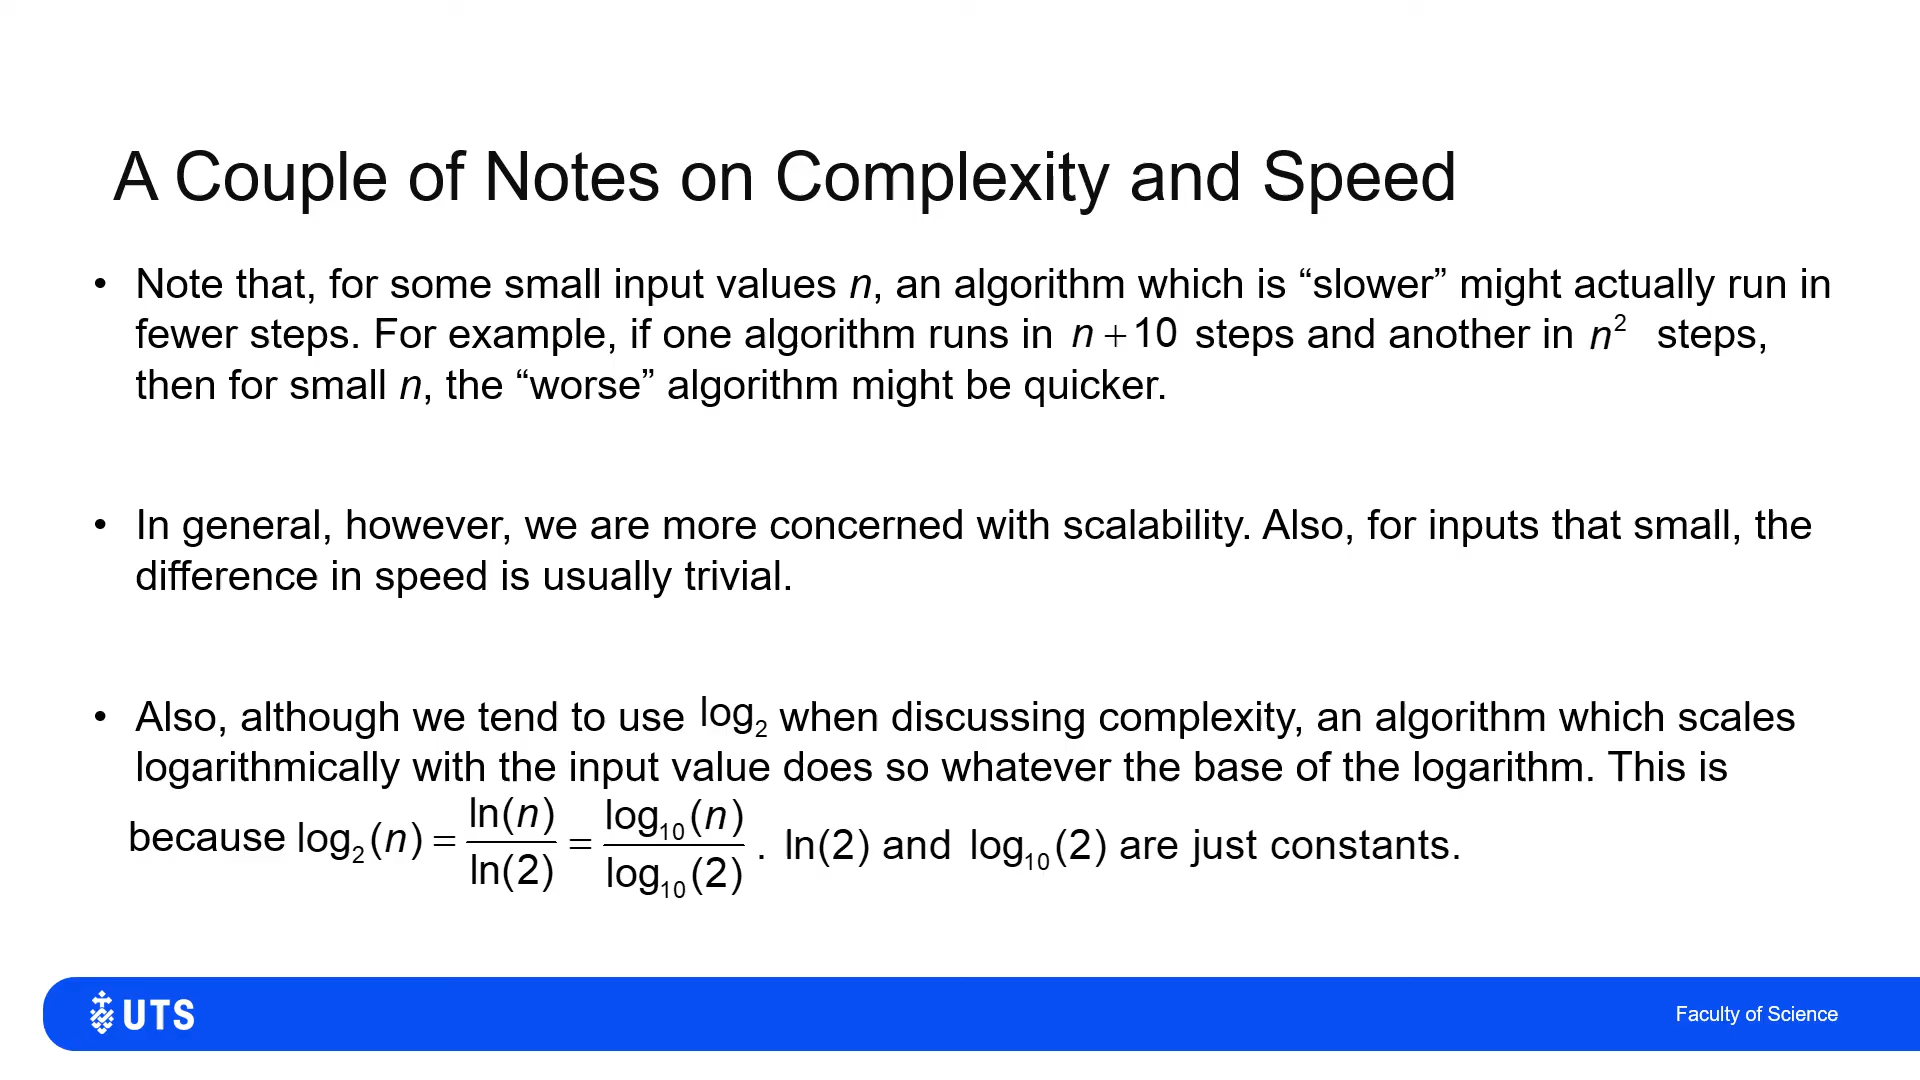 A Couple of Notes on Complexity and Speed
• Note that, for some small input values n, an algorithm which is “slower” might actually run in
fewer steps. For example, if one algorithm runs in n + 10 steps and another in n² steps,
then for small n, the “worse” algorithm might be quicker.
• In general, however, we are more concerned with scalability. Also, for inputs that small, the
difference in speed is usually trivial.
• Also, although we tend to use log₂ when discussing complexity, an algorithm which scales
logarithmically with the input value does so whatever the base of the logarithm. This is
because log₂(n) = ln(n)/ln(2) = log₁₀(n)/log₁₀(2) . ln(2) and log₁₀(2) are just constants.
UTS
Faculty of Science